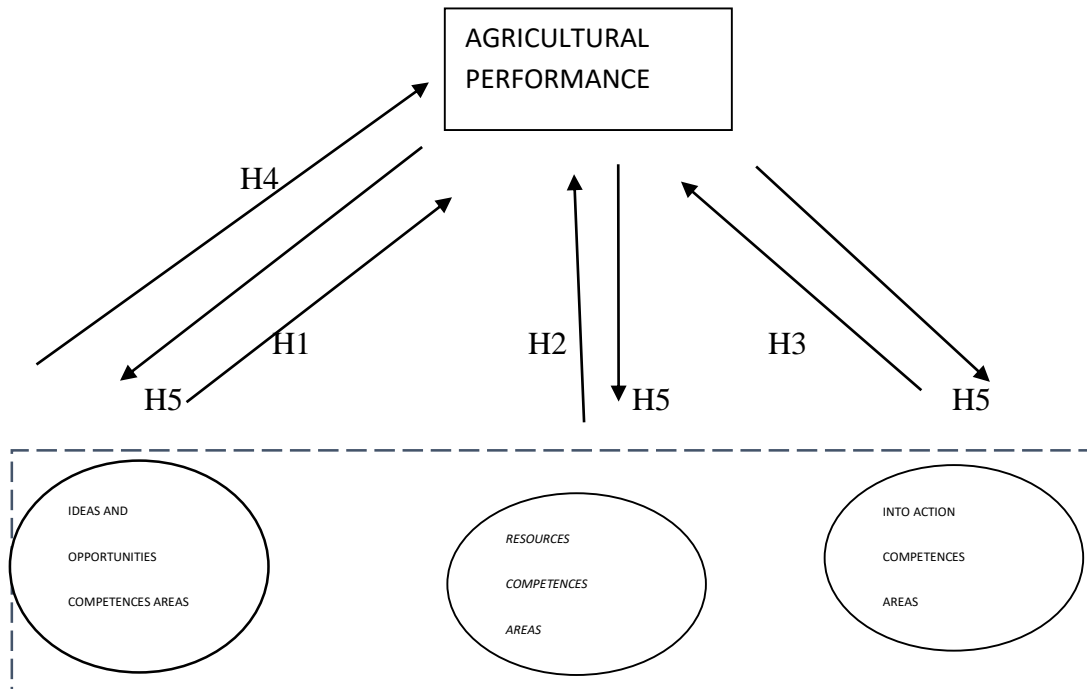 AGRICULTURAL
PERFORMANCE
H4
H1
H2
H3
H5
H5
H5
IDEAS AND
OPPORTUNITIES
COMPETENCES AREAS
RESOURCES
COMPETENCES
AREAS
INTO ACTION
COMPETENCES
AREAS